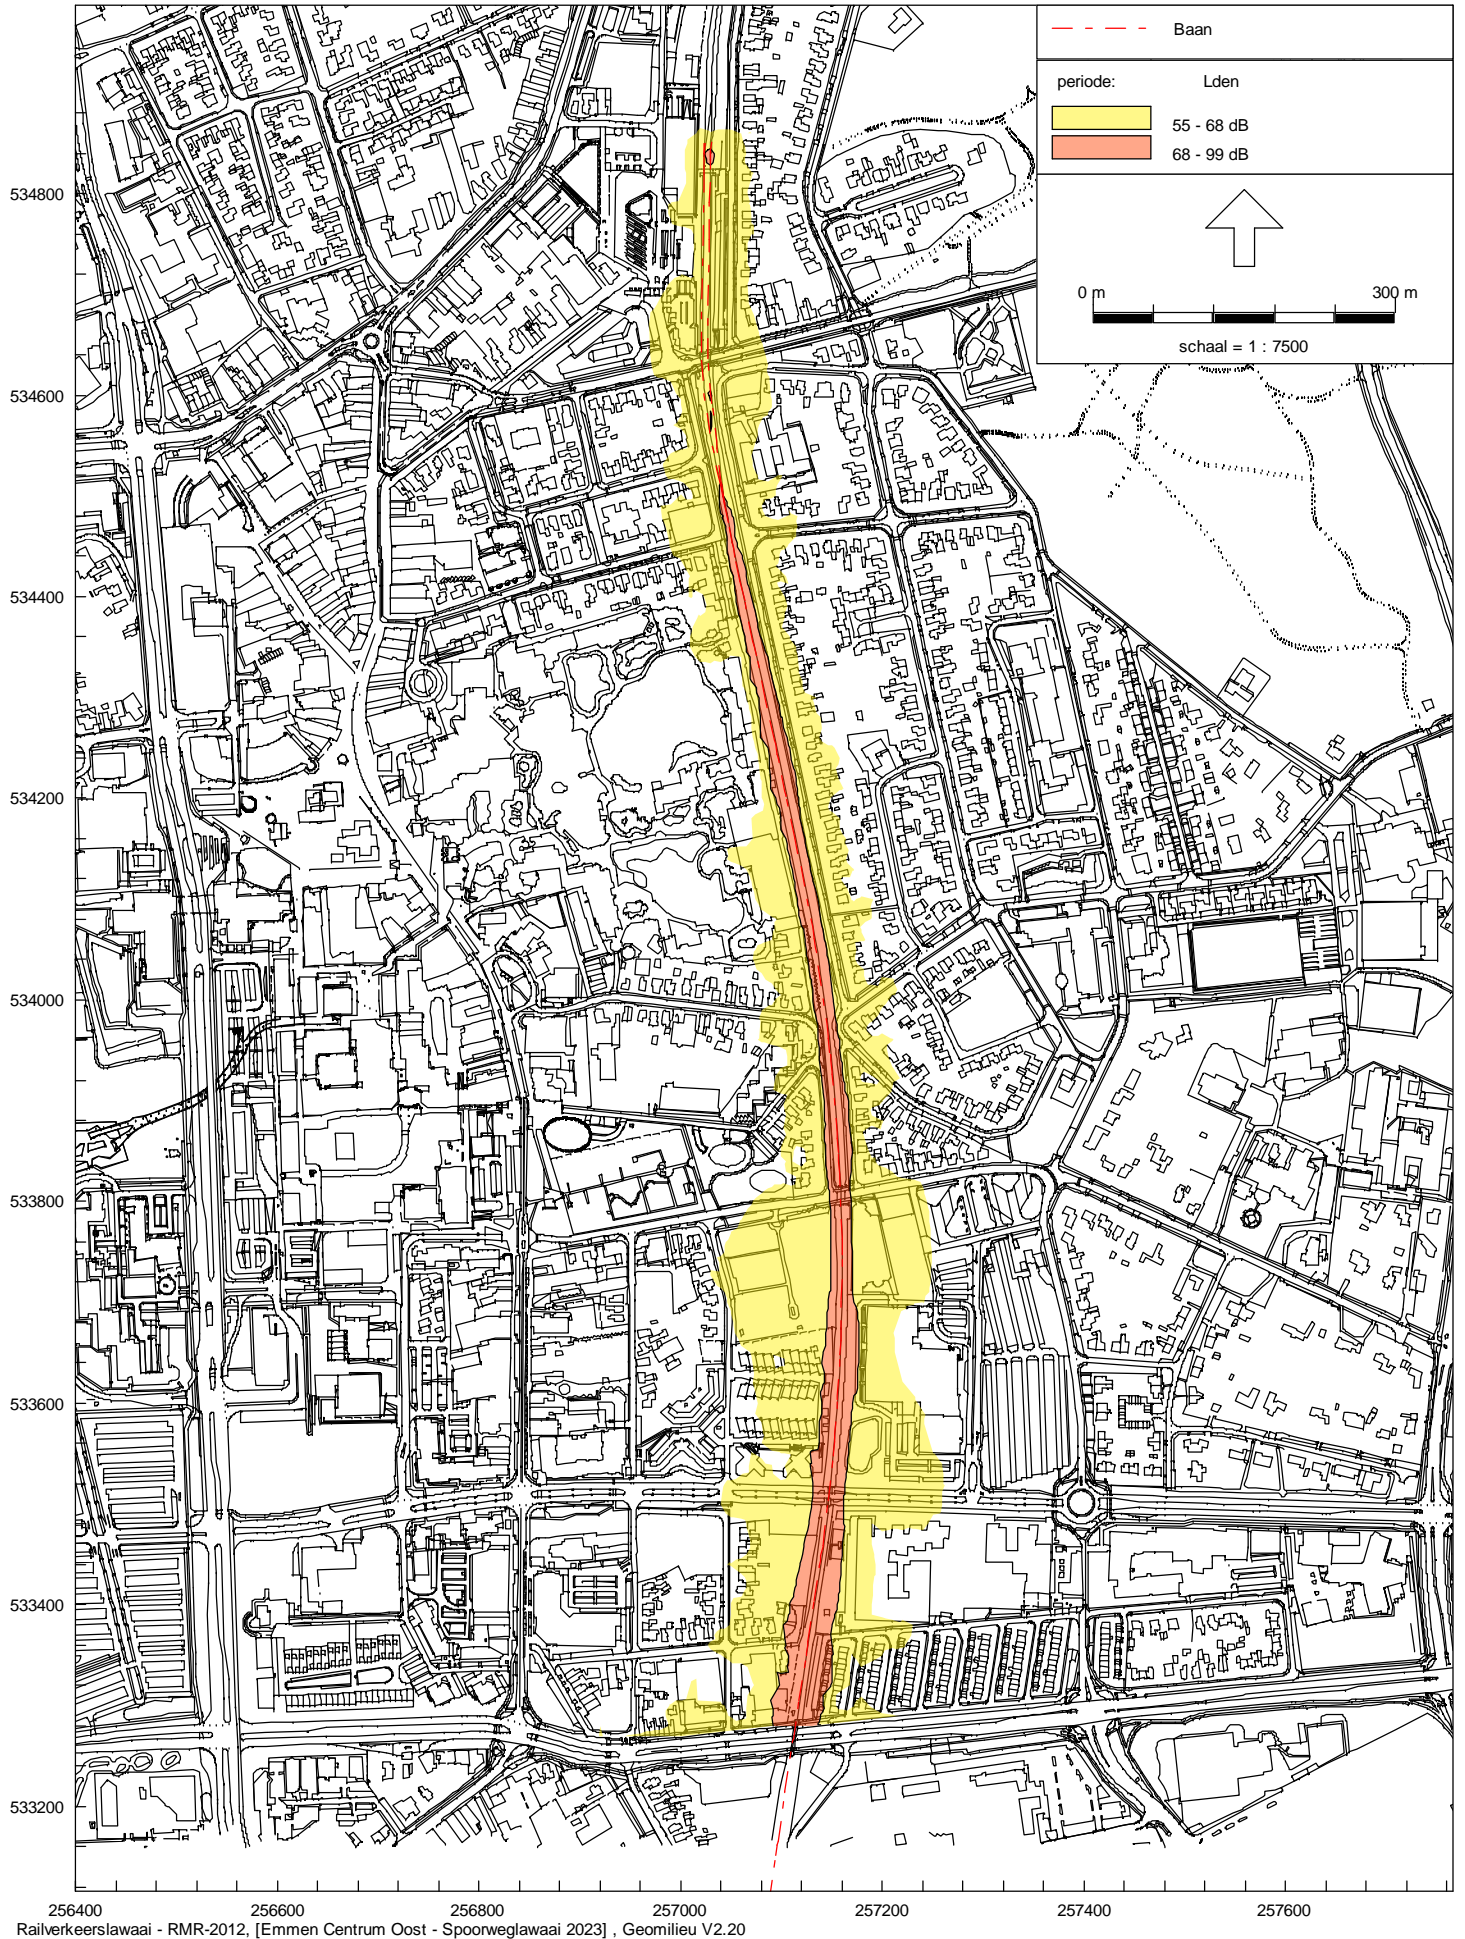 Baan
periode: Lden
55 - 68 dB
68 - 99 dB
0 m 300 m
schaal = 1 : 7500
534800
534600
534400
534200
534000
533800
533600
533400
533200
256400 256600 256800 257000 257200 257400 257600
Railverkeerslawaai - RMR-2012, [Emmen Centrum Oost - Spoorweglawaai 2023] , Geomilieu V2.20